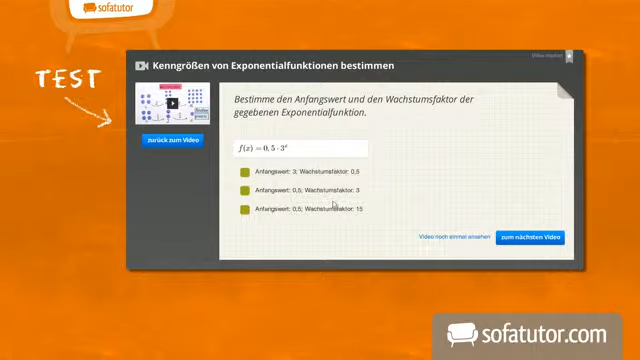 sofatutor
TEST
Kenngrößen von Exponentialfunktionen bestimmen
Video merken
zurück zum Video
Bestimme den Anfangswert und den Wachstumsfaktor der
gegebenen Exponentialfunktion.
f(x) = 0,5 · 3^x
Anfangswert: 3; Wachstumsfaktor: 0,5
Anfangswert: 0,5; Wachstumsfaktor: 3
Anfangswert: 0,5; Wachstumsfaktor: 15
Video noch einmal ansehen
zum nächsten Video
sofatutor.com